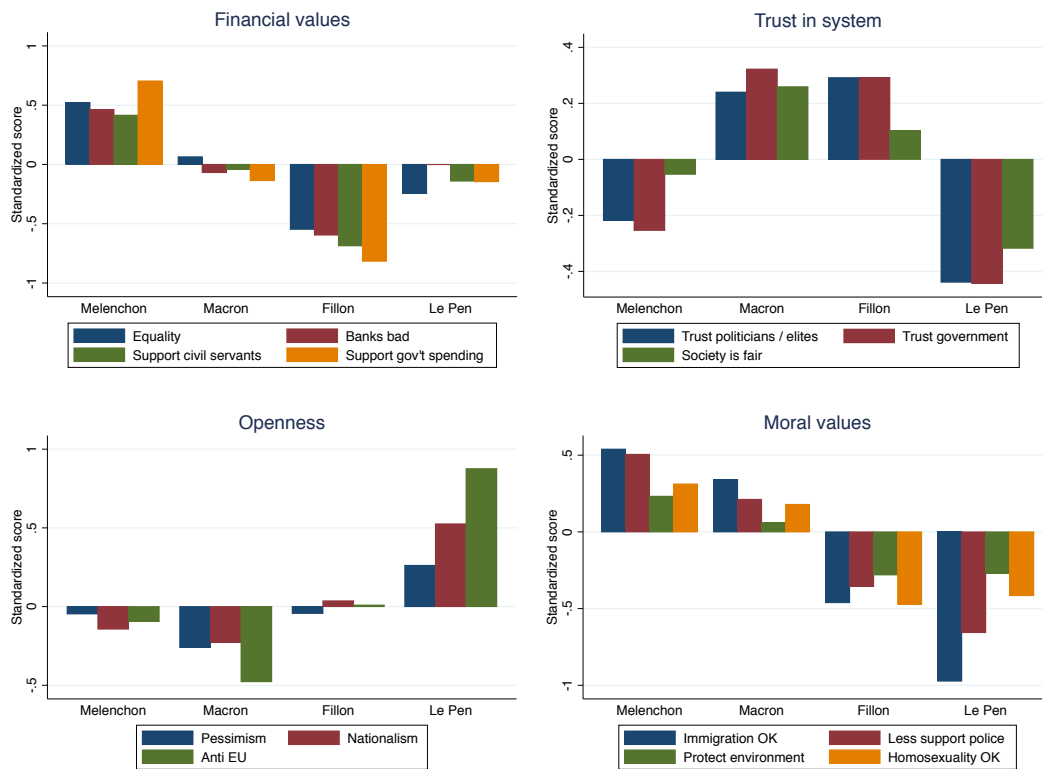 Financial values
Standardized score
1
.5
0
-.5
-1
Melenchon Macron Fillon Le Pen
Equality Banks bad
Support civil servants Support gov't spending
Trust in system
Standardized score
.4
.2
0
-.2
-.4
Melenchon Macron Fillon Le Pen
Trust politicians / elites Trust government
Society is fair
Openness
Standardized score
1
.5
0
-.5
Melenchon Macron Fillon Le Pen
Pessimism Nationalism
Anti EU
Moral values
Standardized score
.5
0
-.5
-1
Melenchon Macron Fillon Le Pen
Immigration OK Less support police
Protect environment Homosexuality OK